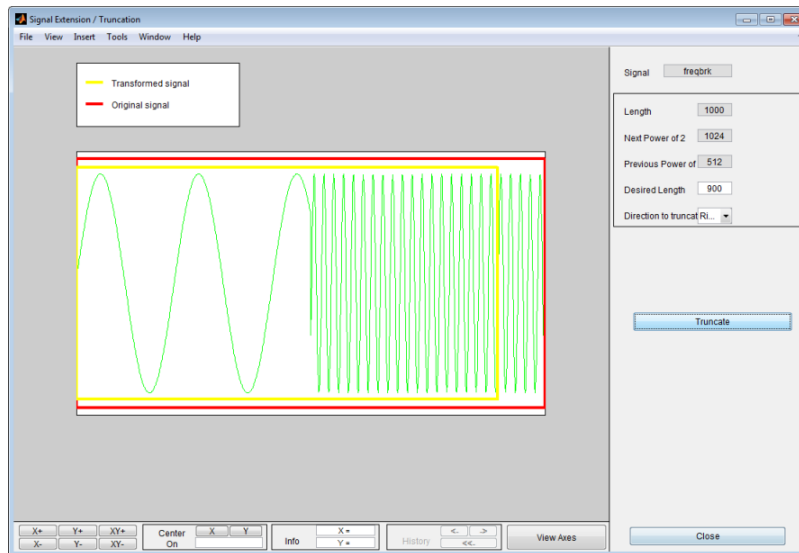 Signal Extension / Truncation
File View Insert Tools Window Help
Transformed signal
Original signal
Signal freqbrk
Length 1000
Next Power of 2 1024
Previous Power of 512
Desired Length 900
Direction to truncat Ri...
Truncate
X+ Y+ XY+
X- Y- XY-
Center On X Y
Info X = Y =
History <- -> <<-
View Axes
Close